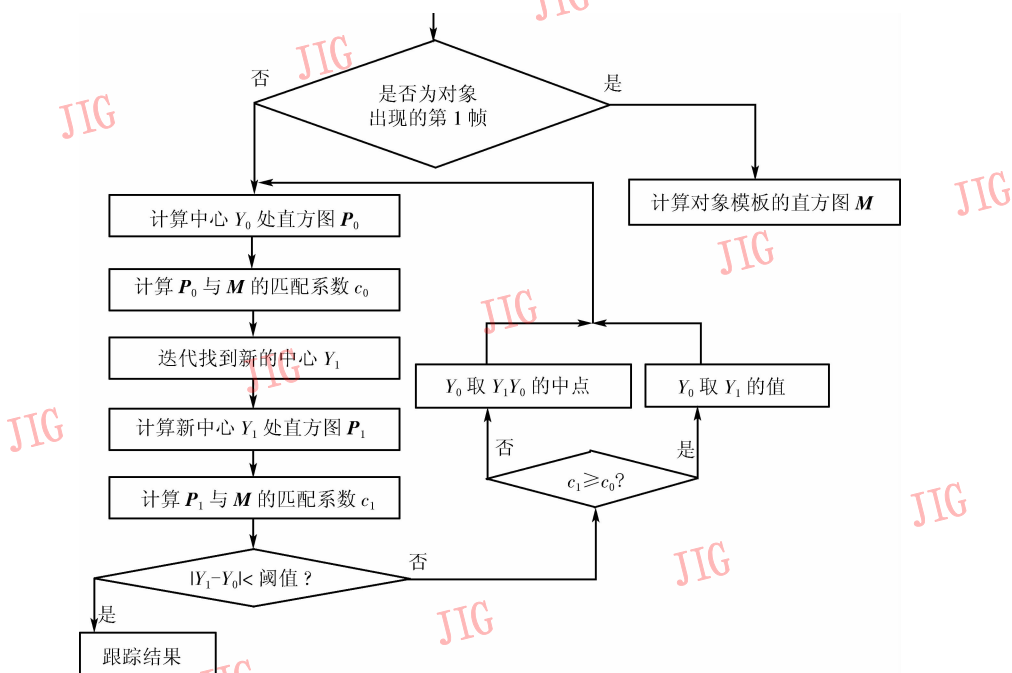 JIG
JIG
否
是否为对象
出现的第 1 帧
是
JIG
计算对象模板的直方图 M
JIG
计算中心 Y0 处直方图 P0
JIG
计算 P0 与 M 的匹配系数 c0
JIG
迭代找到新的中心 Y1
JIG
Y0 取 Y1Y0 的中点
Y0 取 Y1 的值
计算新中心 Y1 处直方图 P1
JIG
否
是
c1≥c0?
计算 P1 与 M 的匹配系数 c1
JIG
|Y1-Y0|< 阈值 ?
否
JIG
是
JIG
跟踪结果
JIG